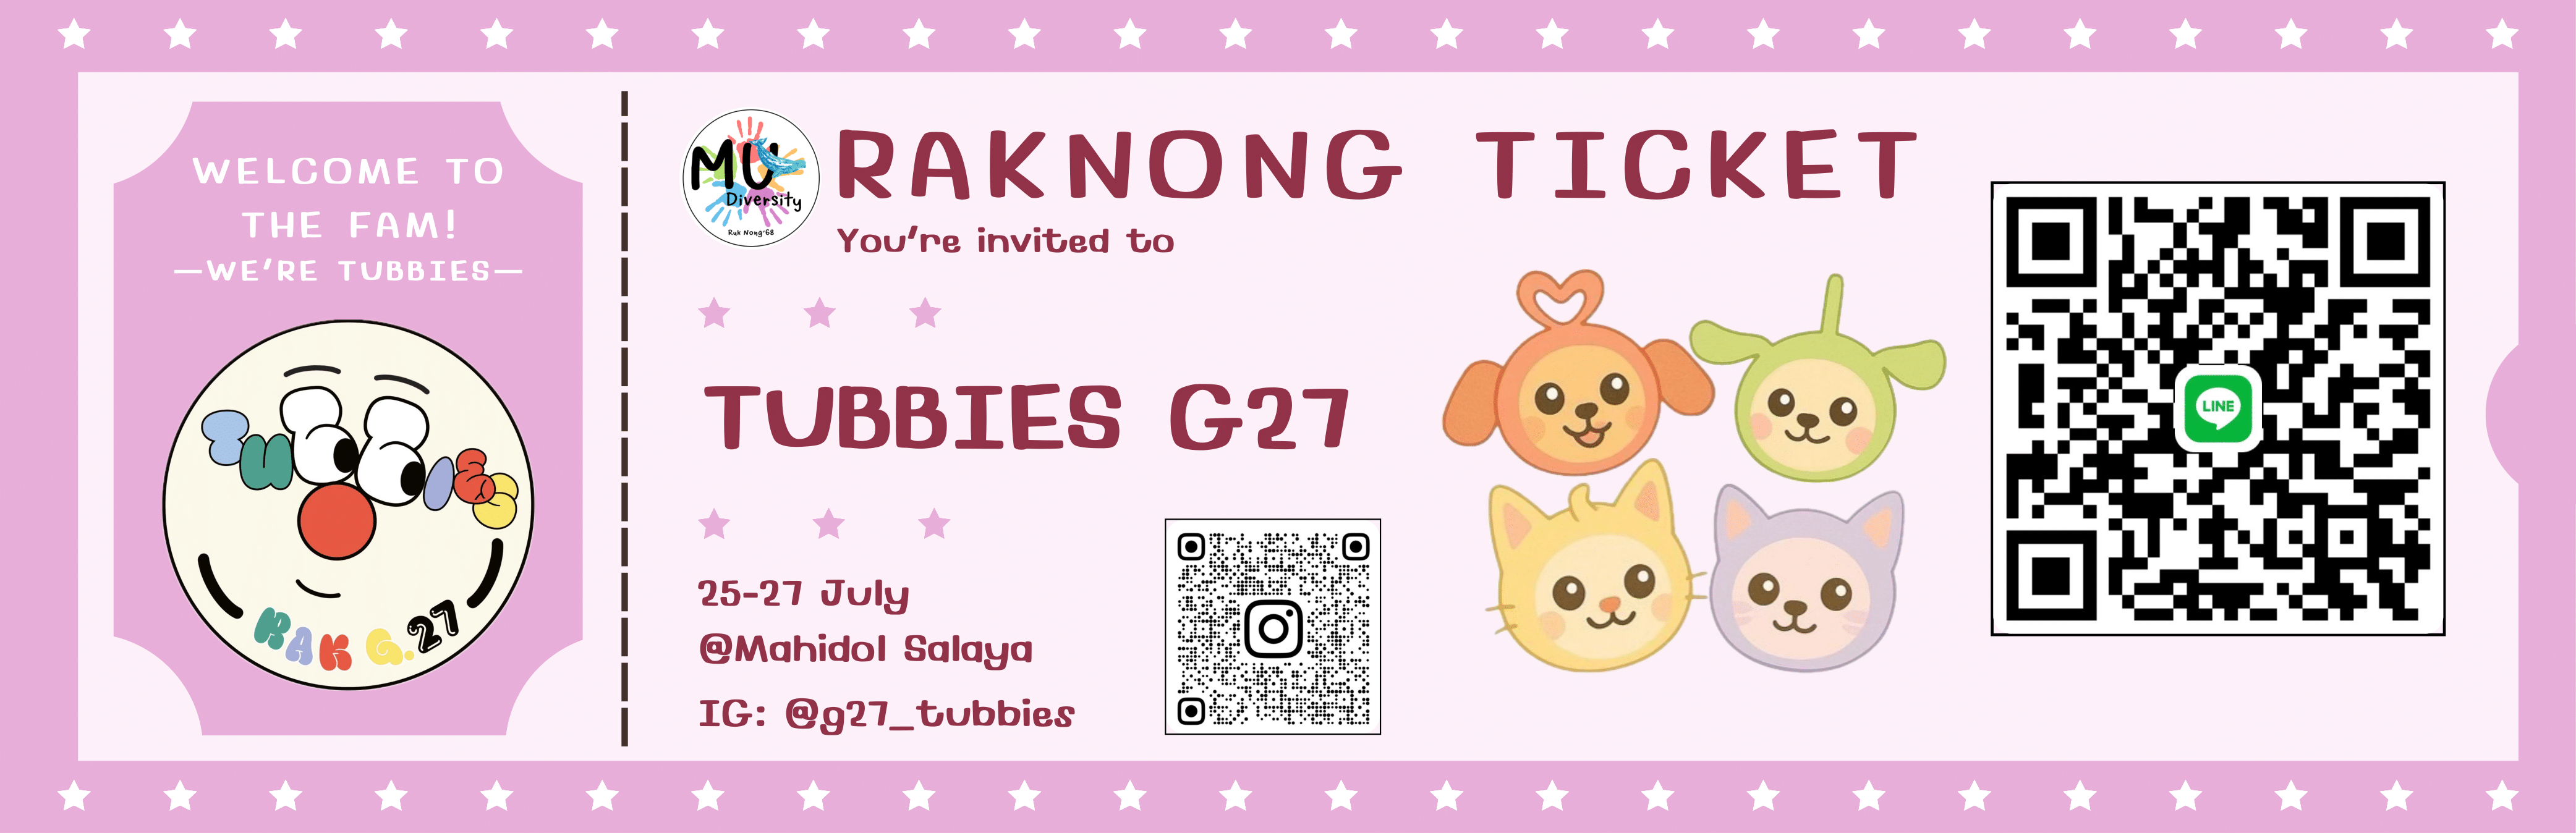 WELCOME TO
THE FAM!
—WE'RE TUBBIES—
TUBBIES
RAK G.27
MU
Diversity
Rak Nong'68
RAKNONG TICKET
You're invited to
TUBBIES G27
25-27 July
@Mahidol Salaya
IG: @g27_tubbies
LINE